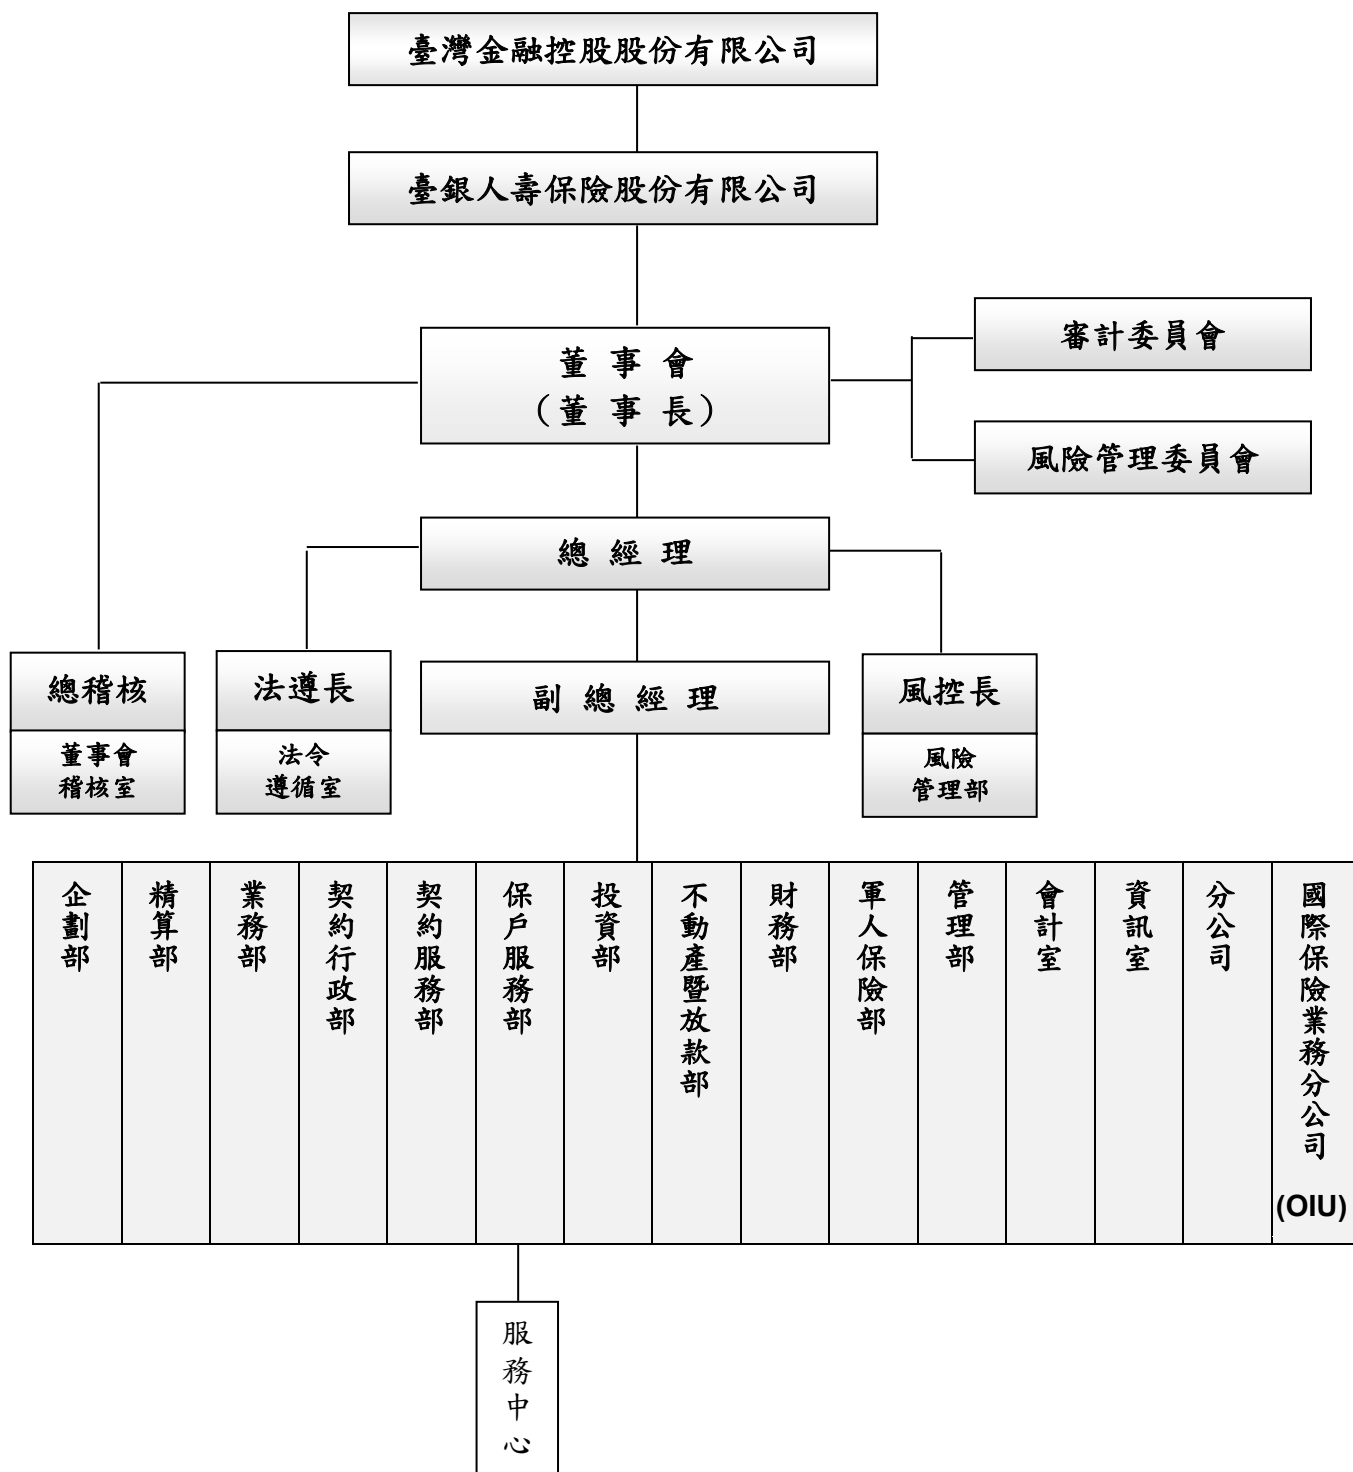 臺灣金融控股股份有限公司
臺銀人壽保險股份有限公司
董 事 會
（董 事 長）
審計委員會
風險管理委員會
總 經 理
總稽核
董事會
稽核室
法遵長
法令
遵循室
副 總 經 理
風控長
風險
管理部
企劃部
精算部
業務部
契約行政部
契約服務部
保戶服務部
投資部
不動產暨放款部
財務部
軍人保險部
管理部
會計室
資訊室
分公司
國際保險業務分公司
(OIU)
服務中心